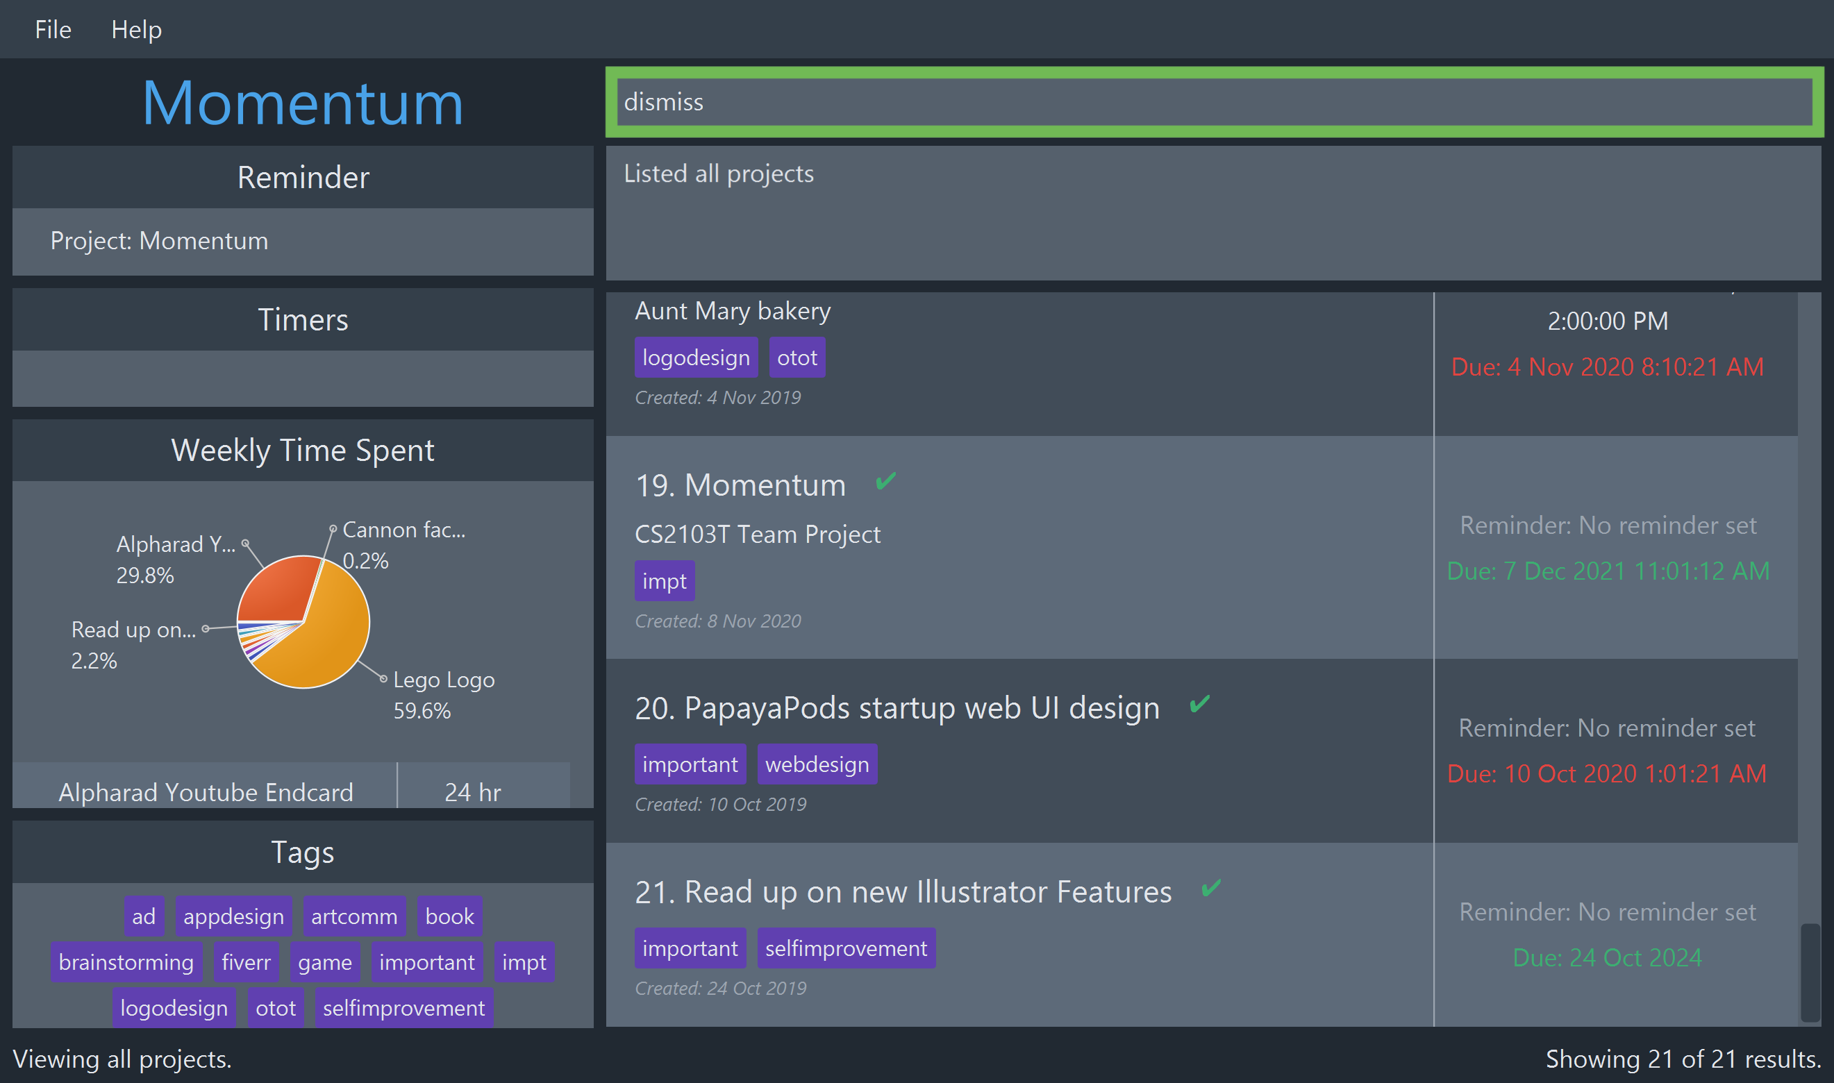 File Help
Momentum
dismiss
Reminder
Project: Momentum
Timers
Weekly Time Spent
Alpharad Y...
29.8%
Cannon fac...
0.2%
Read up on...
2.2%
Lego Logo
59.6%
Alpharad Youtube Endcard 24 hr
Tags
ad appdesign artcomm book
brainstorming fiverr game important impt
logodesign otot selfimprovement
Listed all projects
Aunt Mary bakery
logodesign otot
Created: 4 Nov 2019
2:00:00 PM
Due: 4 Nov 2020 8:10:21 AM
19. Momentum ✔
CS2103T Team Project
impt
Created: 8 Nov 2020
Reminder: No reminder set
Due: 7 Dec 2021 11:01:12 AM
20. PapayaPods startup web UI design ✔
important webdesign
Created: 10 Oct 2019
Reminder: No reminder set
Due: 10 Oct 2020 1:01:21 AM
21. Read up on new Illustrator Features ✔
important selfimprovement
Created: 24 Oct 2019
Reminder: No reminder set
Due: 24 Oct 2024
Viewing all projects.
Showing 21 of 21 results.